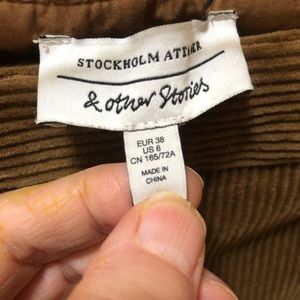 STOCKHOLM ATELIER
& other Stories
EUR 38
US 6
CN 165/72A
MADE IN
CHINA